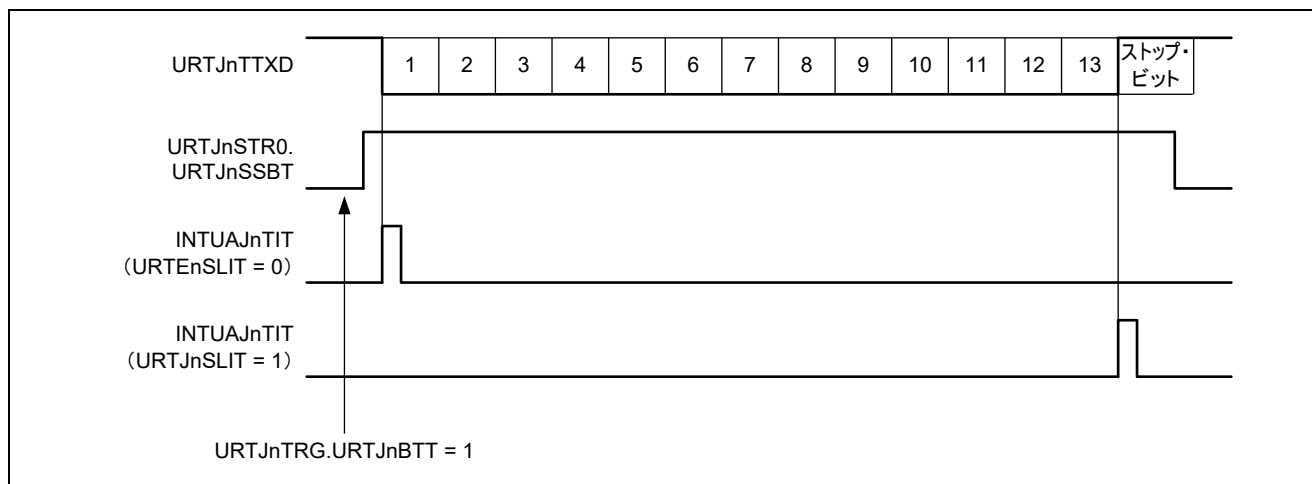 URTJnTTXD
1 2 3 4 5 6 7 8 9 10 11 12 13
ストップ・
ビット
URTJnSTR0.
URTJnSSBT
INTUAJnTIT
（URTEnSLIT = 0）
INTUAJnTIT
（URTJnSLIT = 1）
URTJnTRG.URTJnBTT = 1